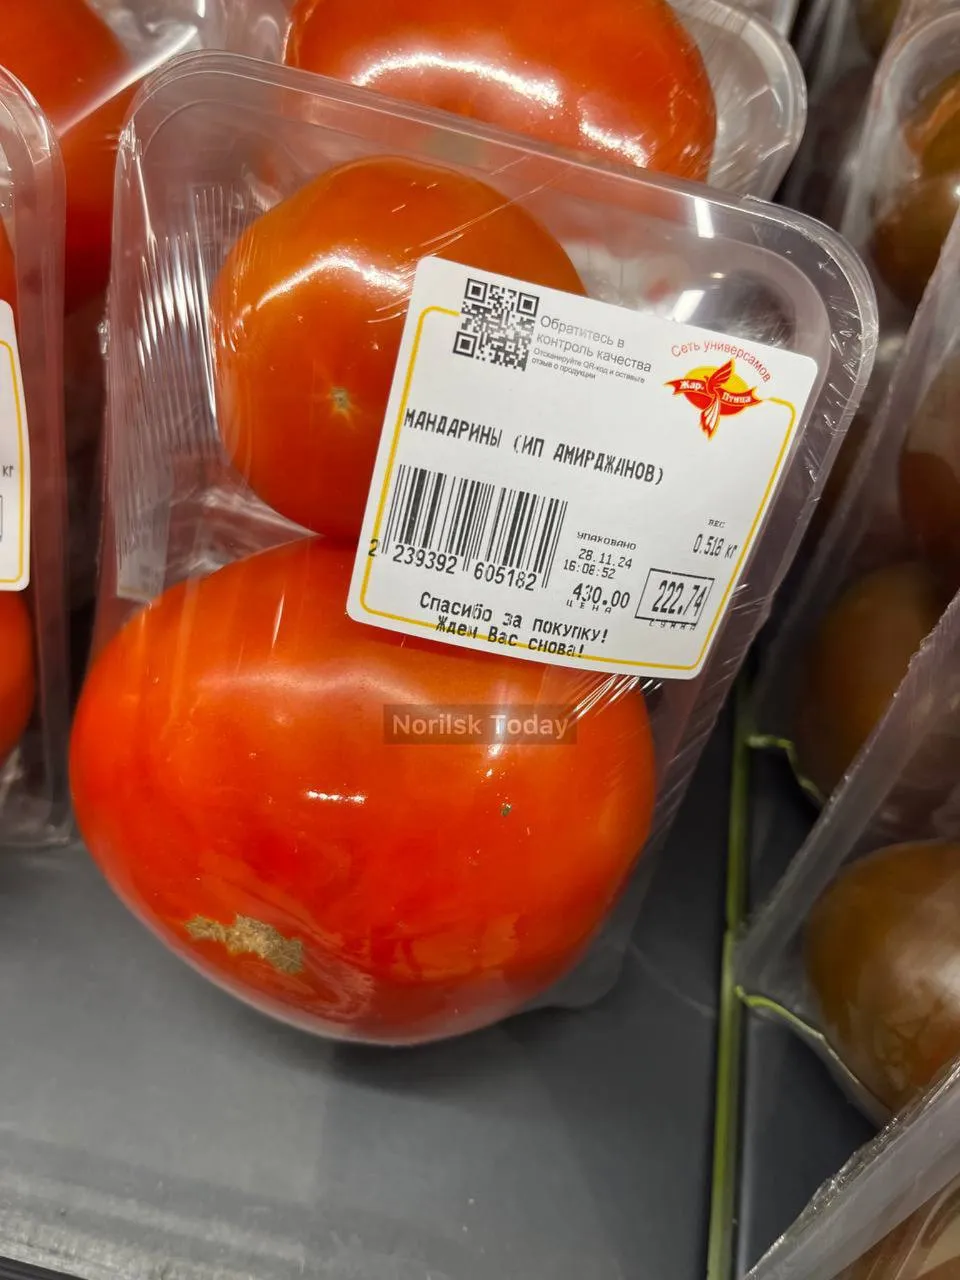 Обратитесь в
контроль качества
Отсканируйте QR-код и оставьте
отзыв о продукции
Сеть универсамов
Жар. Птица
МАНДАРИНЫ (ИП АМИРДЖАНОВ)
ВЕС
0.518 кг
УПАКОВАНО
28.11.24
16:08:52
2 239392 605182
430.00
ЦЕНА
222.74
СУММА
Спасибо за покупку!
Ждем Вас снова!
кг
Norilsk Today